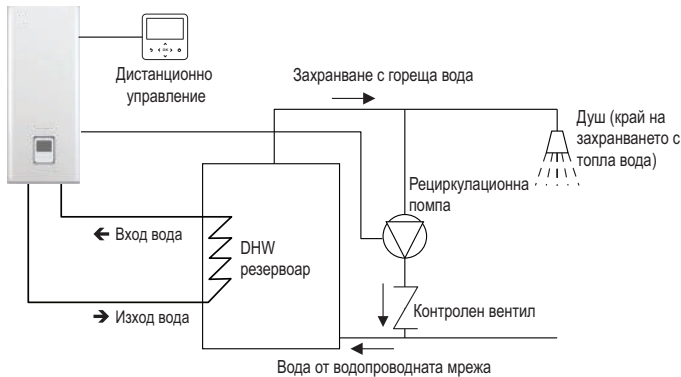 Дистанционно
управление
Захранване с гореща вода
Душ (край на
захранването с
топла вода)
Рециркулационна
помпа
🡰 Вход вода
DHW
резервоар
🡲 Изход вода
Контролен вентил
Вода от водопроводната мрежа